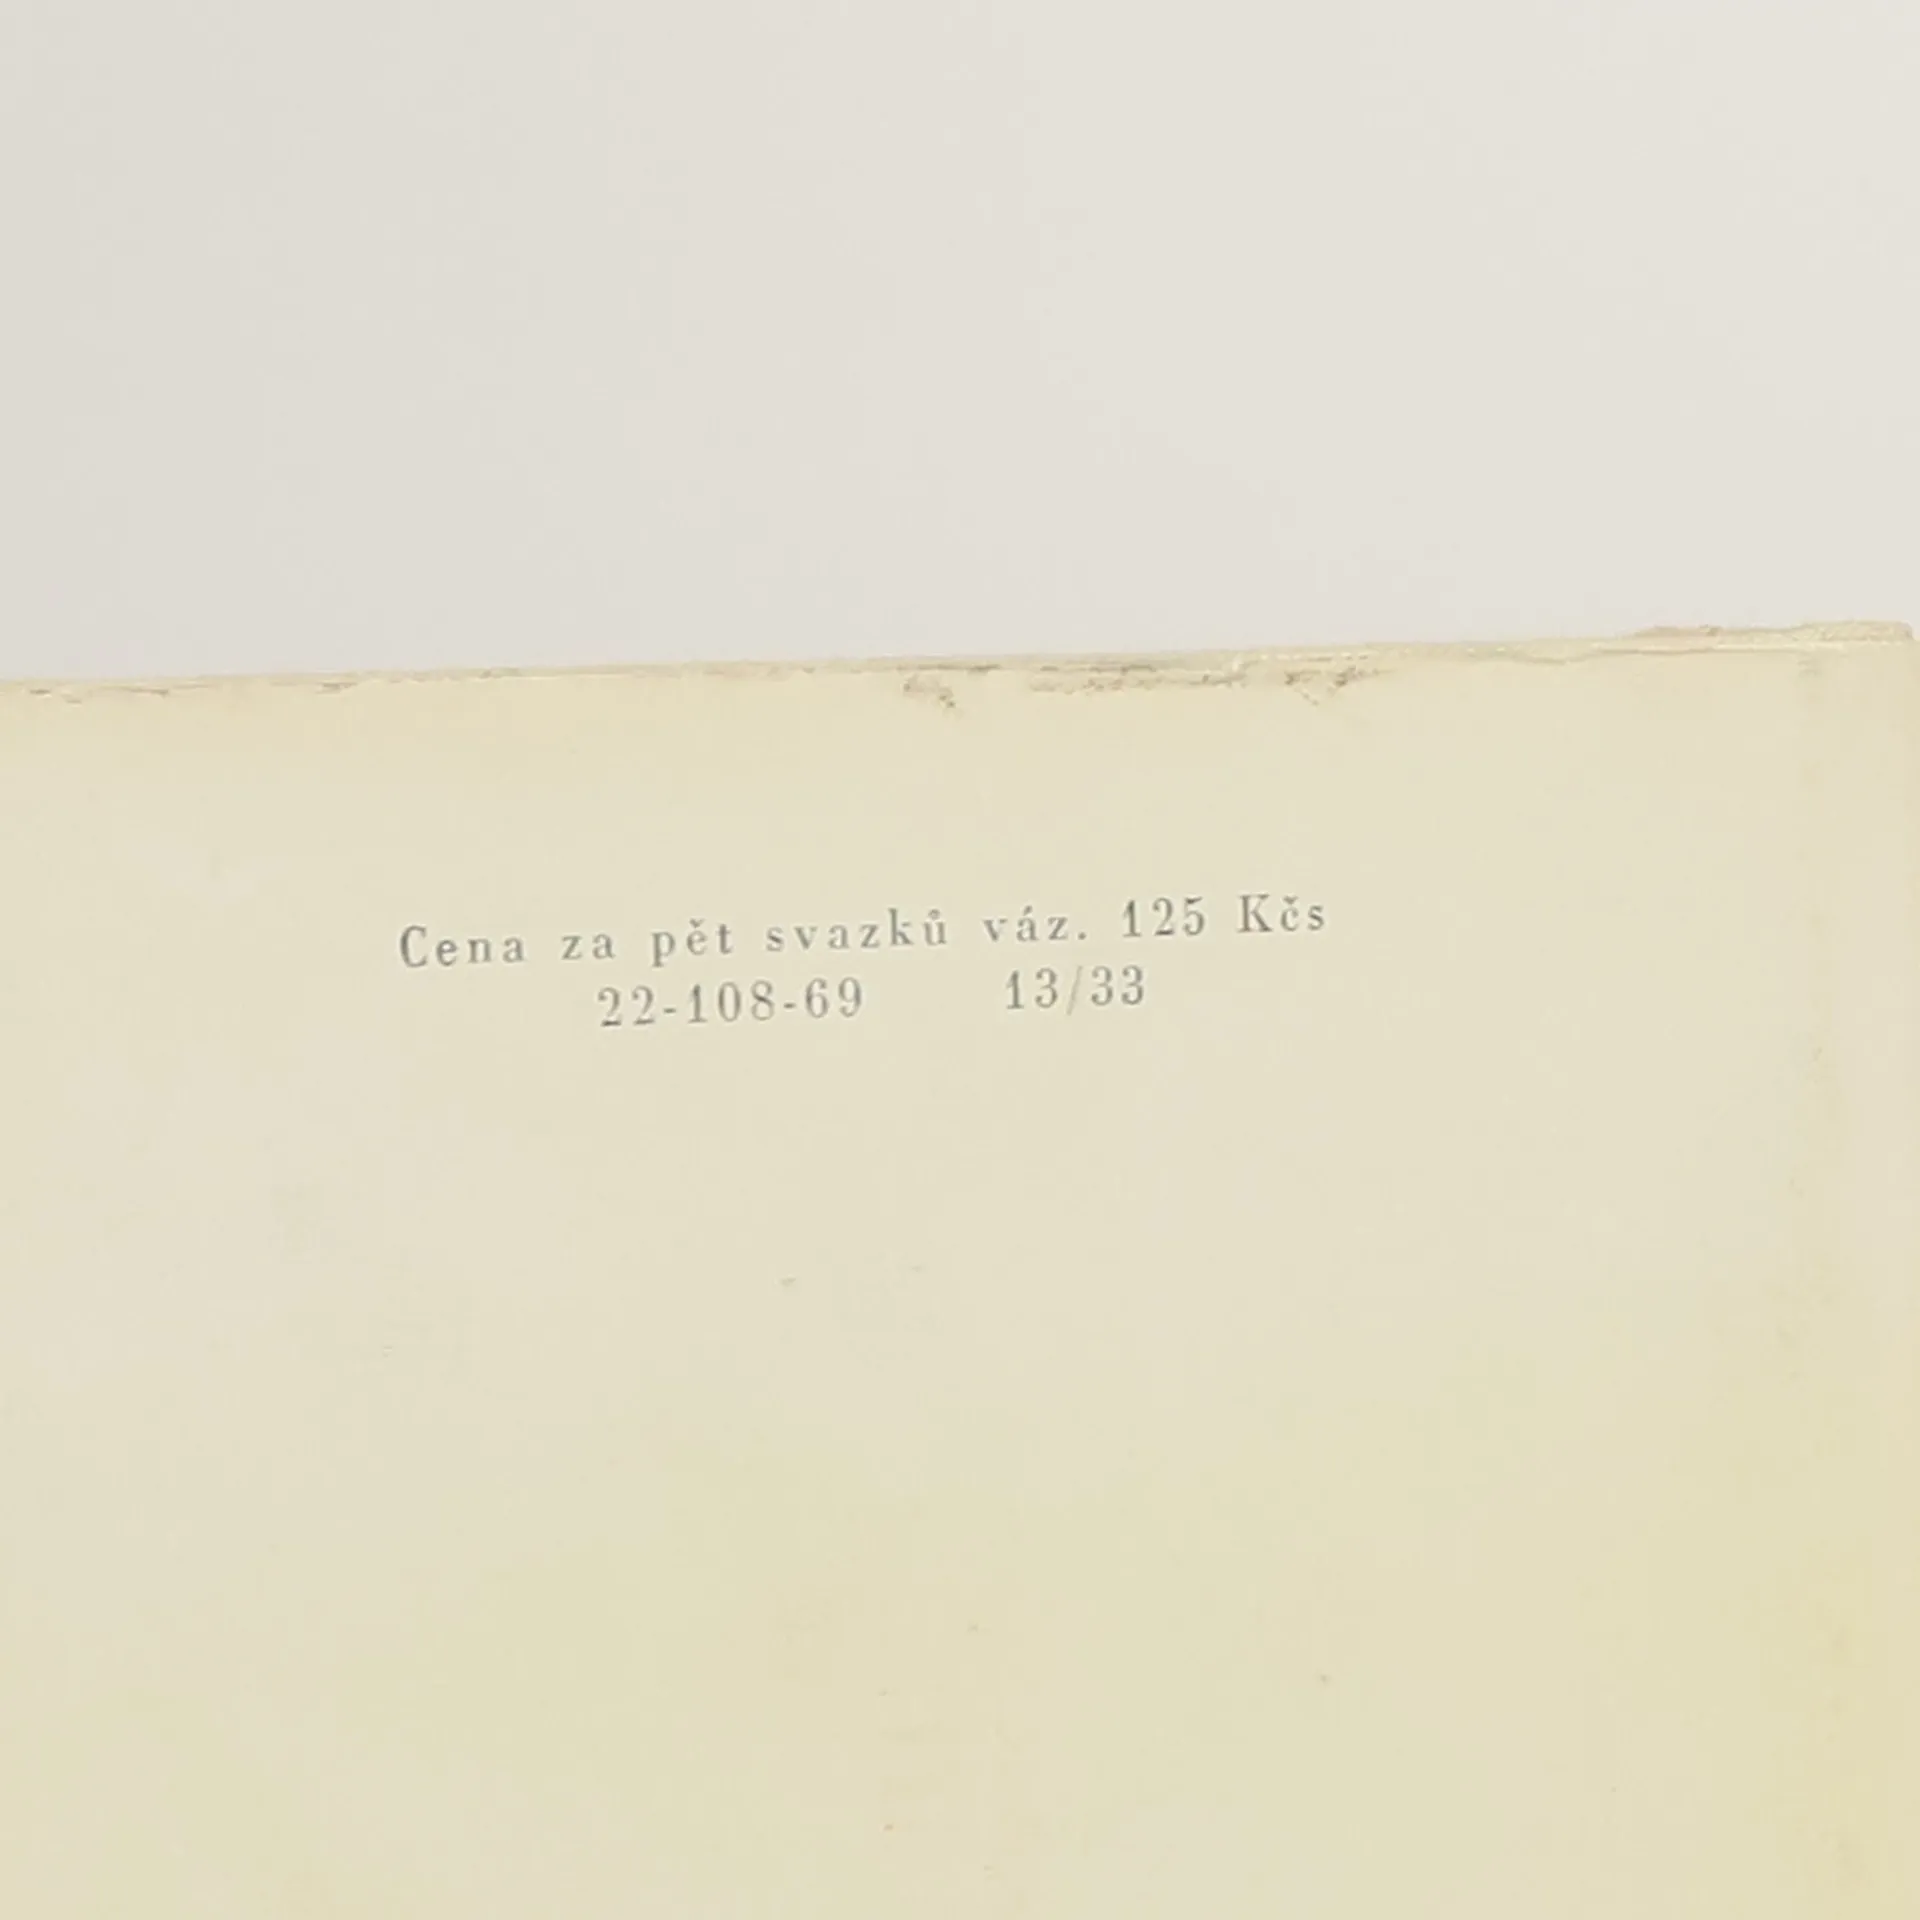 Cena za pět svazků váz. 125 Kčs
22-108-69 13/33